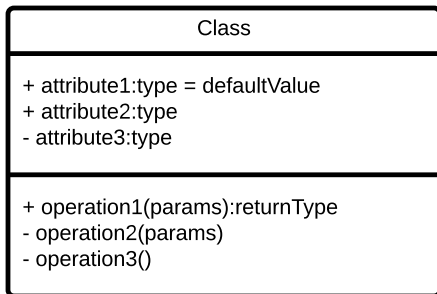 Class
+ attribute1:type = defaultValue
+ attribute2:type
- attribute3:type
+ operation1(params):returnType
- operation2(params)
- operation3()